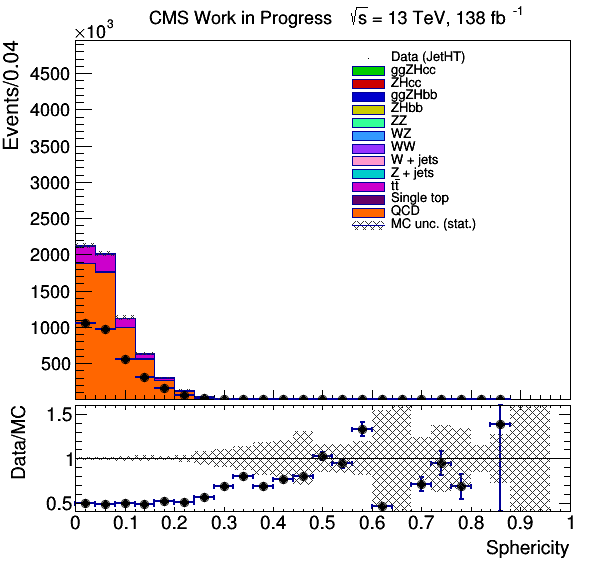 CMS Work in Progress √s = 13 TeV, 138 fb -1
×10³
Events/0.04
4500
4000
3500
3000
2500
2000
1500
1000
500
Data (JetHT)
ggZHcc
ZHcc
ggZHbb
ZHbb
ZZ
WZ
WW
W + jets
Z + jets
tt̄
Single top
QCD
MC unc. (stat.)
Data/MC
1.5
1
0.5
0 0.1 0.2 0.3 0.4 0.5 0.6 0.7 0.8 0.9 1
Sphericity